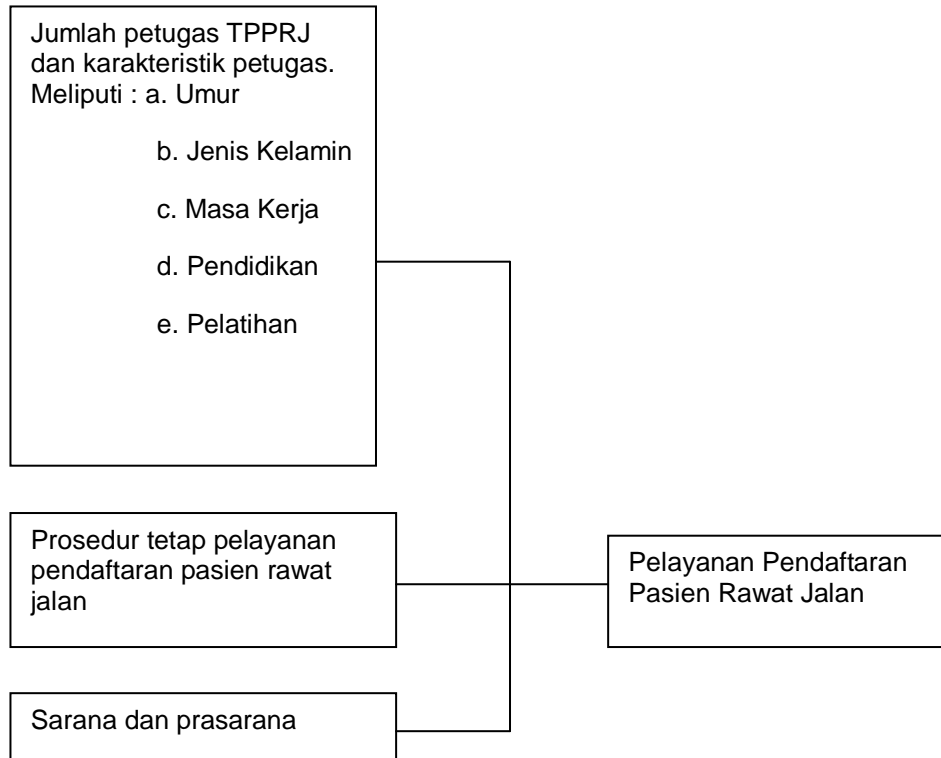 Jumlah petugas TPPRJ
dan karakteristik petugas.
Meliputi : a. Umur
b. Jenis Kelamin
c. Masa Kerja
d. Pendidikan
e. Pelatihan
Prosedur tetap pelayanan
pendaftaran pasien rawat
jalan
Pelayanan Pendaftaran
Pasien Rawat Jalan
Sarana dan prasarana